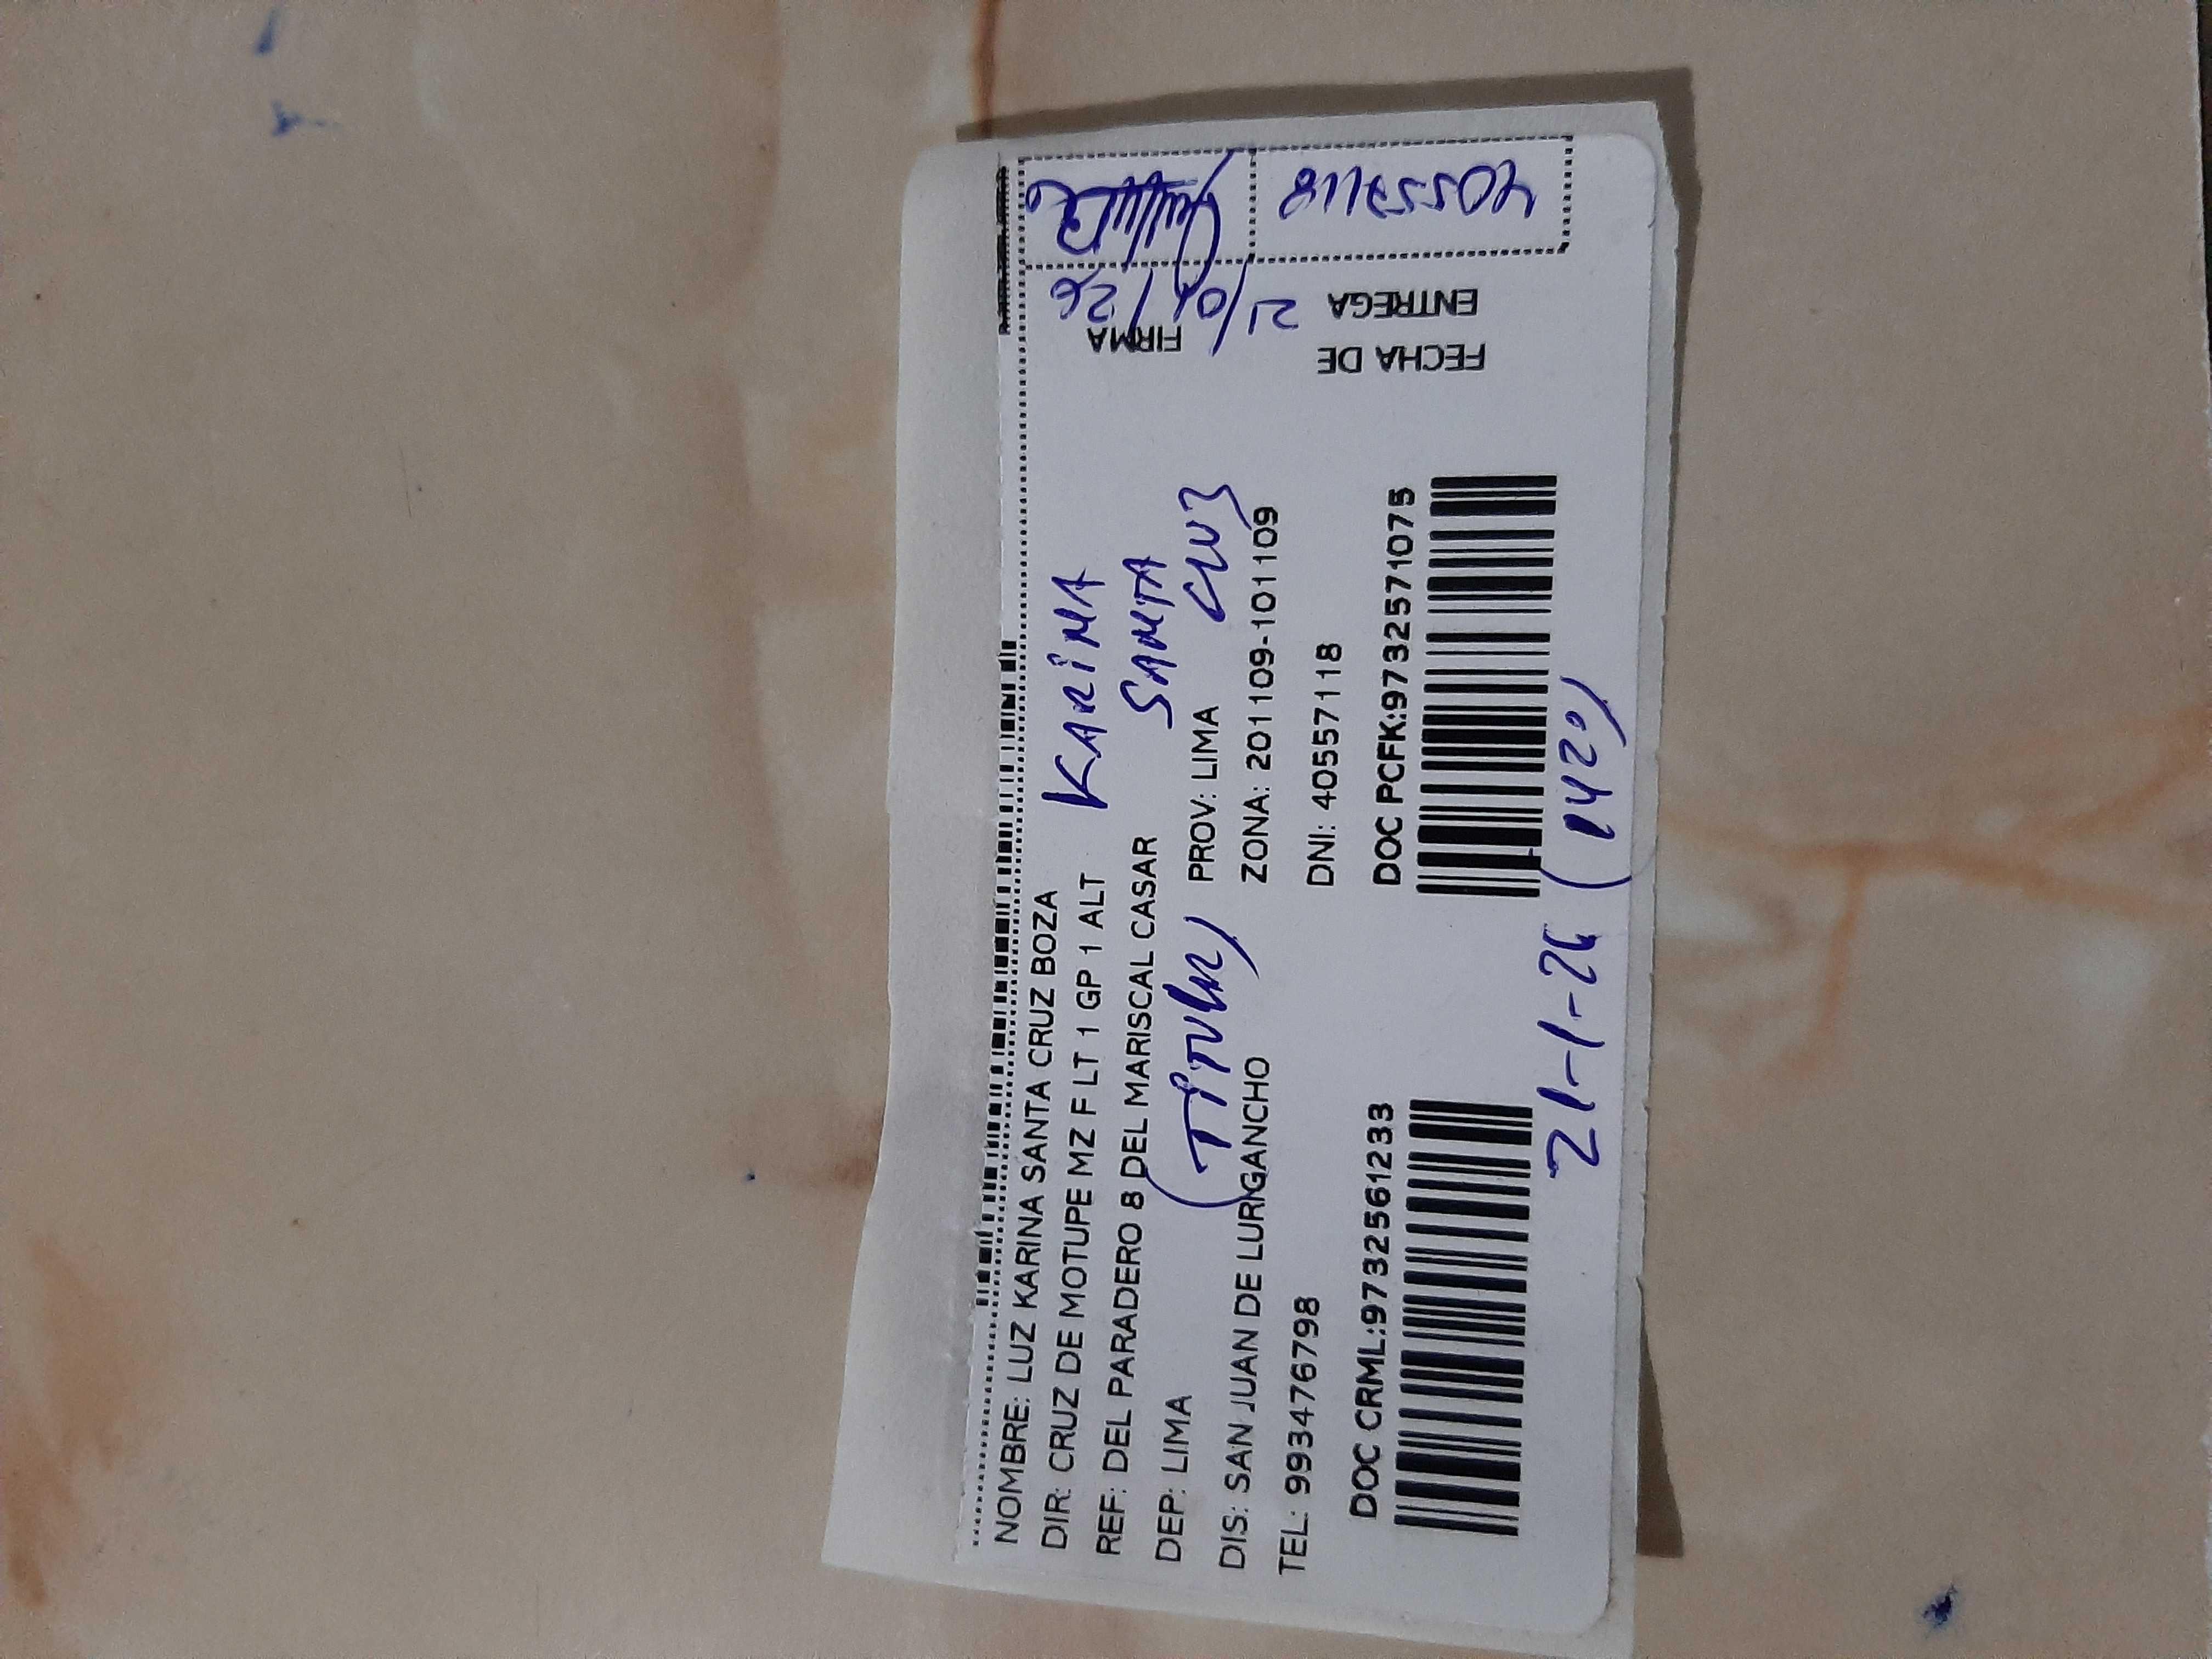 NOMBRE: LUZ KARINA SANTA CRUZ BOZA
DIR: CRUZ DE MOTUPE MZ F LT 1 GP 1 ALT
REF: DEL PARADERO 8 DEL MARISCAL CASAR
DEP: LIMA PROV: LIMA
DIS: SAN JUAN DE LURIGANCHO ZONA: 201109-101109
TEL: 993476798 DNI: 40557118
DOC CRML:9732561233 DOC PCFK:9732571075
KARINA
SANTA
CRUZ
(TITULAR)
21-1-26 (1420)
FECHA DE
ENTREGA
21/01/26
FIRMA
40557118